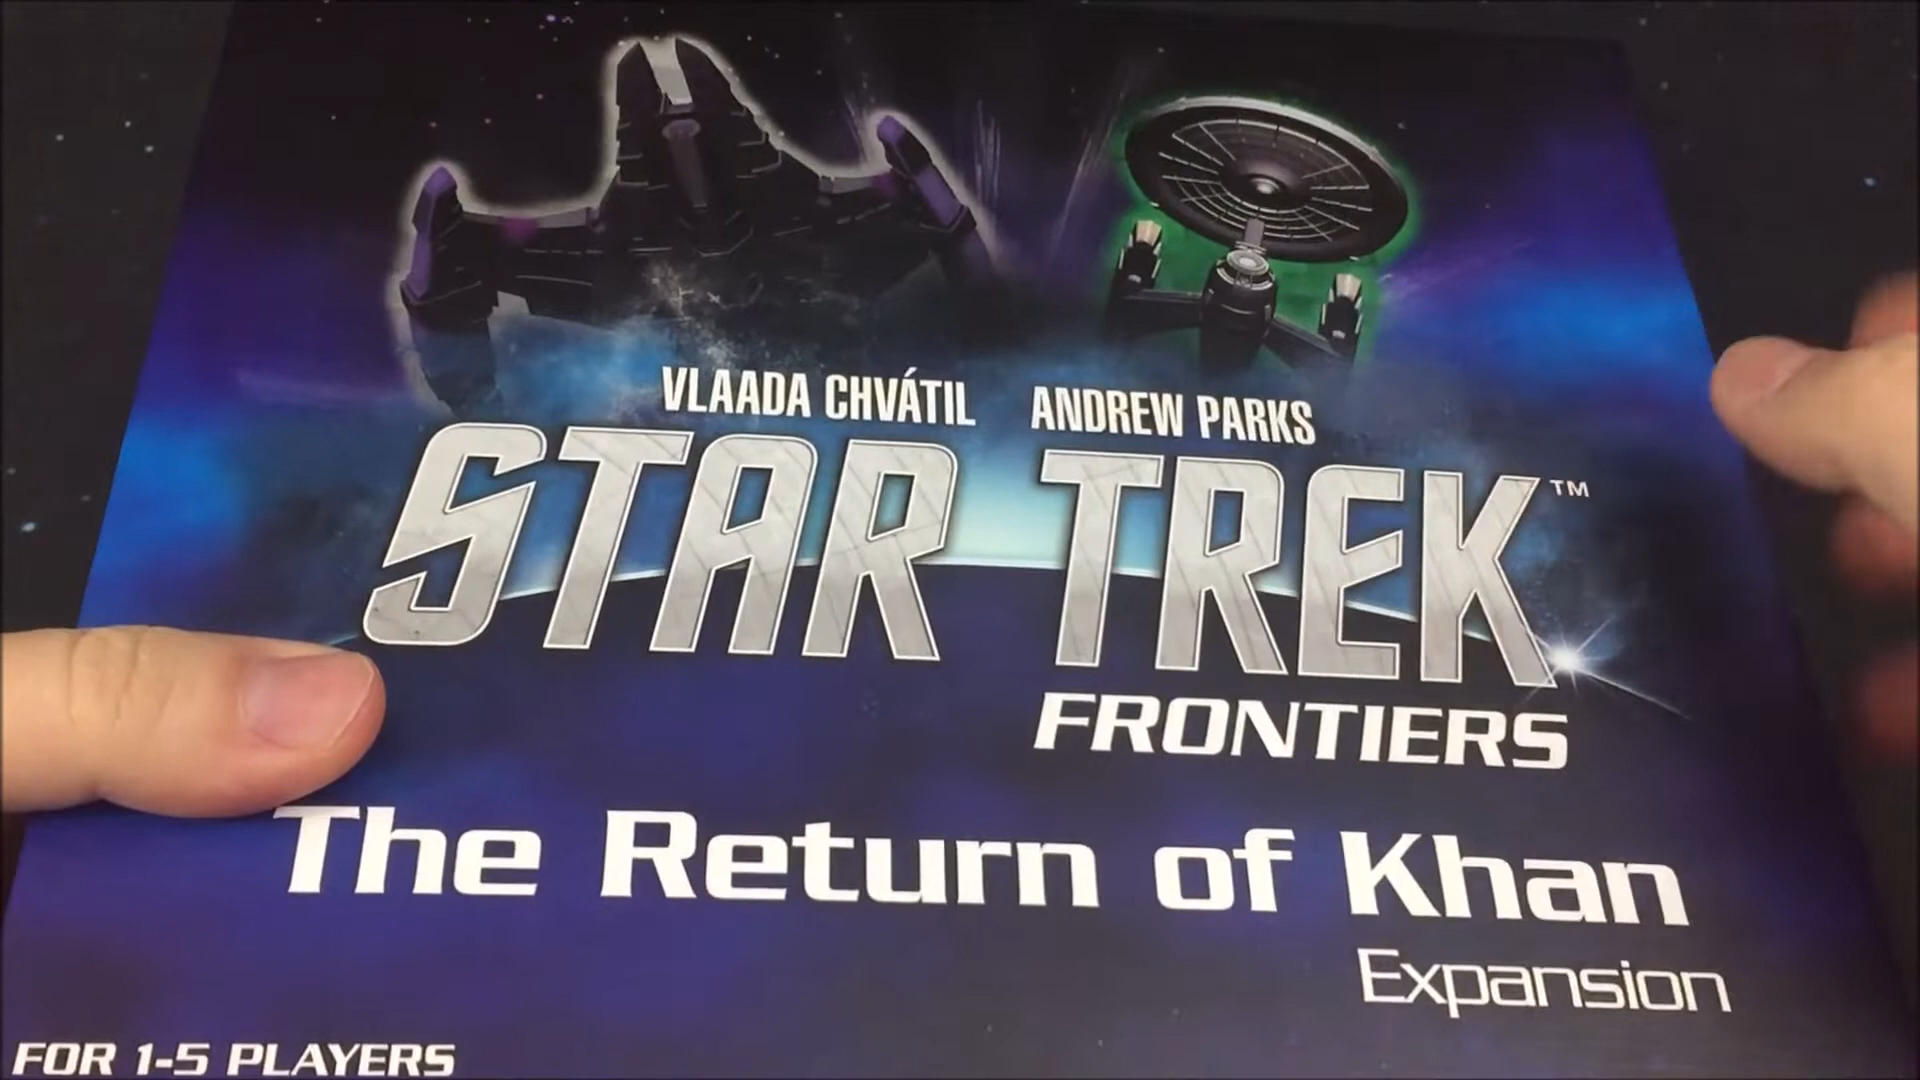 VLAADA CHVÁTIL ANDREW PARKS
STAR TREK™
FRONTIERS
The Return of Khan
Expansion
FOR 1-5 PLAYERS